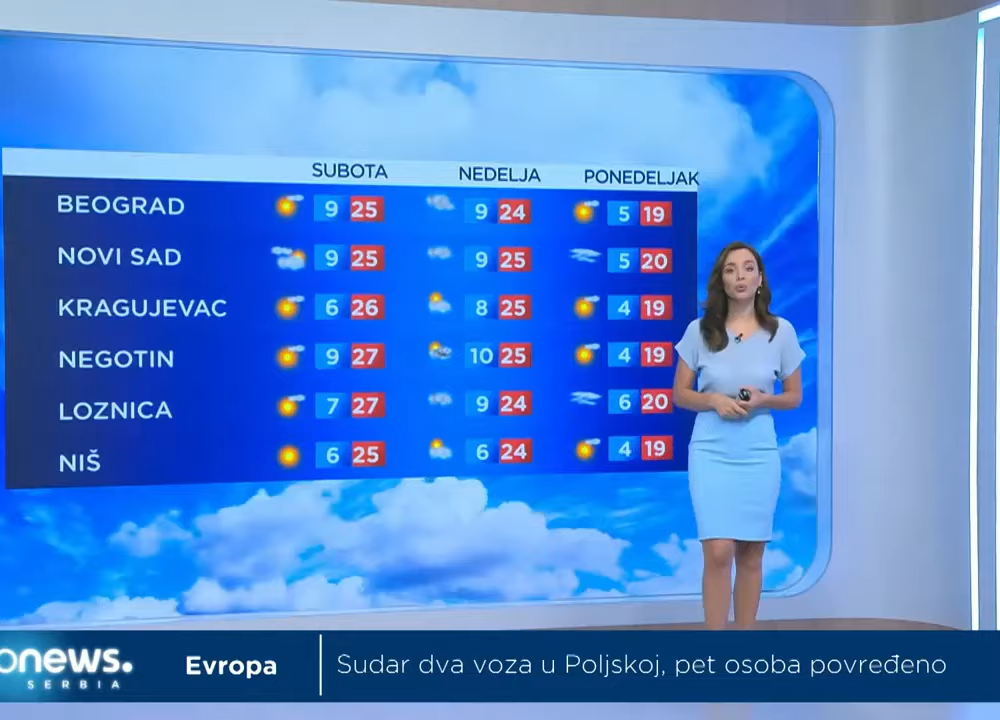 SUBOTA NEDELJA PONEDELJAK
BEOGRAD 9 25 9 24 5 19
NOVI SAD 9 25 9 25 5 20
KRAGUJEVAC 6 26 8 25 4 19
NEGOTIN 9 27 10 25 4 19
LOZNICA 7 27 9 24 6 20
NIŠ 6 25 6 24 4 19
onews.
SERBIA
Evropa
Sudar dva voza u Poljskoj, pet osoba povređeno